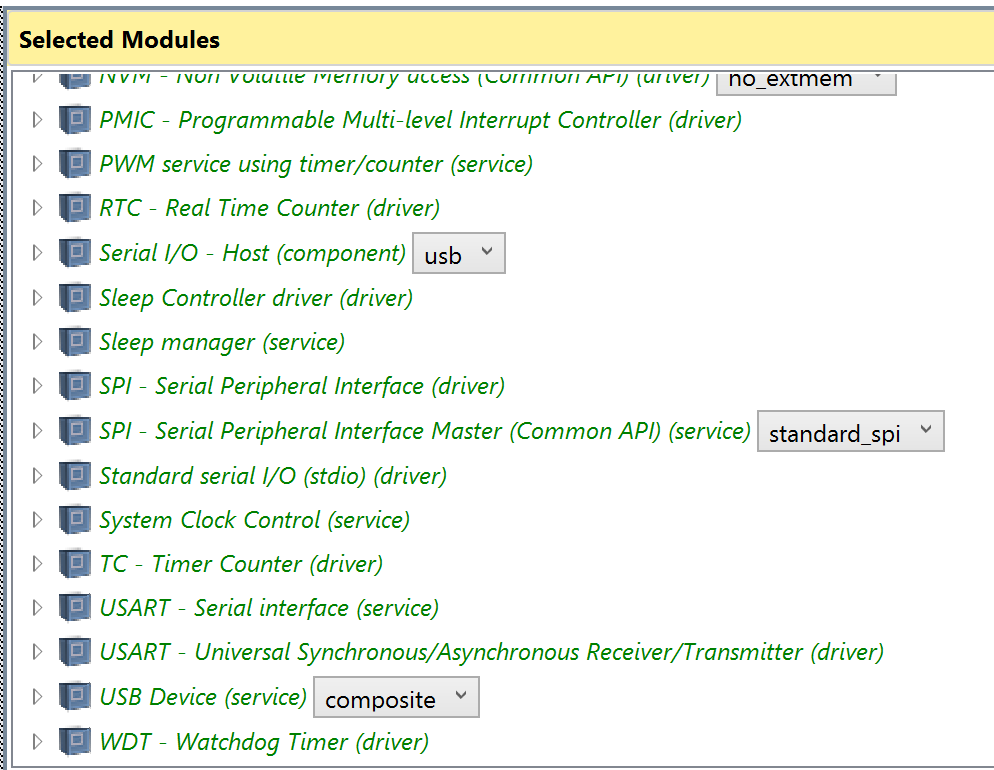 Selected Modules
NVM - Non Volatile Memory access (Common API) (driver) no_extmem
PMIC - Programmable Multi-level Interrupt Controller (driver)
PWM service using timer/counter (service)
RTC - Real Time Counter (driver)
Serial I/O - Host (component) usb
Sleep Controller driver (driver)
Sleep manager (service)
SPI - Serial Peripheral Interface (driver)
SPI - Serial Peripheral Interface Master (Common API) (service) standard_spi
Standard serial I/O (stdio) (driver)
System Clock Control (service)
TC - Timer Counter (driver)
USART - Serial interface (service)
USART - Universal Synchronous/Asynchronous Receiver/Transmitter (driver)
USB Device (service) composite
WDT - Watchdog Timer (driver)